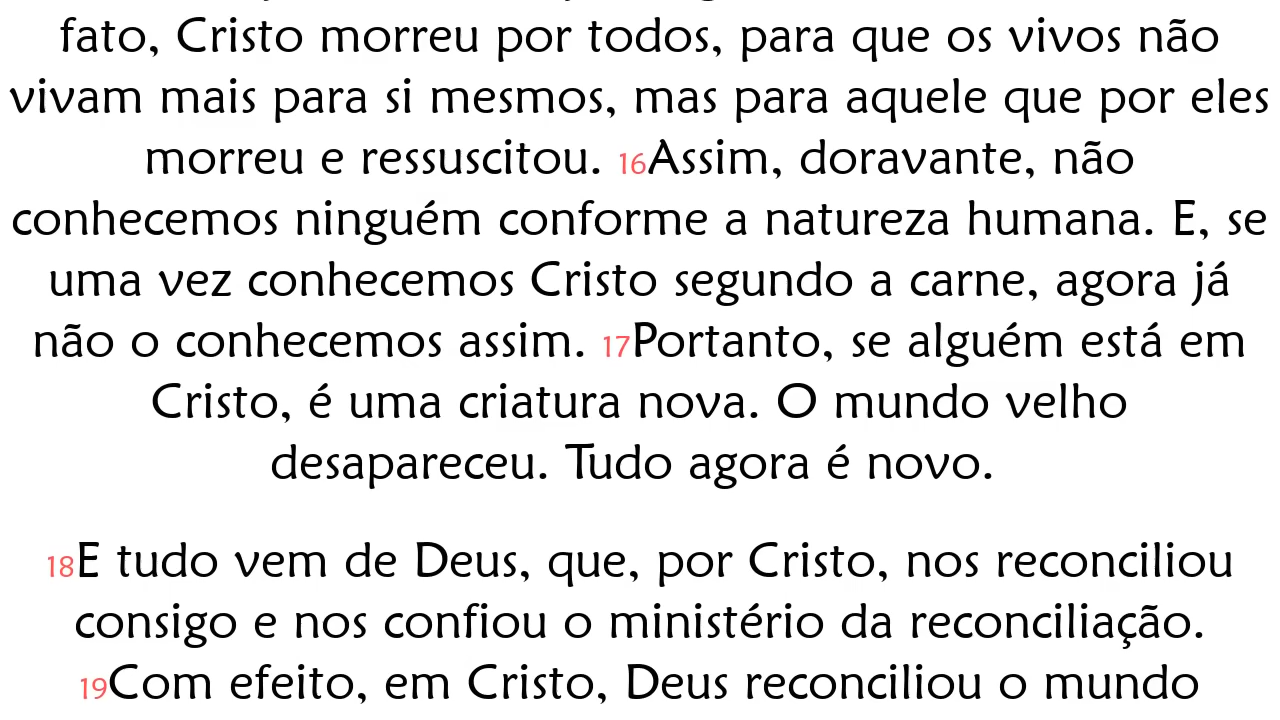 fato, Cristo morreu por todos, para que os vivos não
vivam mais para si mesmos, mas para aquele que por eles
morreu e ressuscitou. 16Assim, doravante, não
conhecemos ninguém conforme a natureza humana. E, se
uma vez conhecemos Cristo segundo a carne, agora já
não o conhecemos assim. 17Portanto, se alguém está em
Cristo, é uma criatura nova. O mundo velho
desapareceu. Tudo agora é novo.
18E tudo vem de Deus, que, por Cristo, nos reconciliou
consigo e nos confiou o ministério da reconciliação.
19Com efeito, em Cristo, Deus reconciliou o mundo